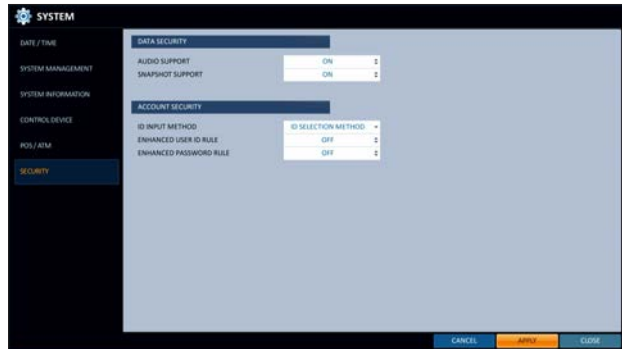 SYSTEM
DATE / TIME
SYSTEM MANAGEMENT
SYSTEM INFORMATION
CONTROL DEVICE
POS / ATM
SECURITY
DATA SECURITY
AUDIO SUPPORT ON
SNAPSHOT SUPPORT ON
ACCOUNT SECURITY
ID INPUT METHOD ID SELECTION METHOD
ENHANCED USER ID RULE OFF
ENHANCED PASSWORD RULE OFF
CANCEL APPLY CLOSE